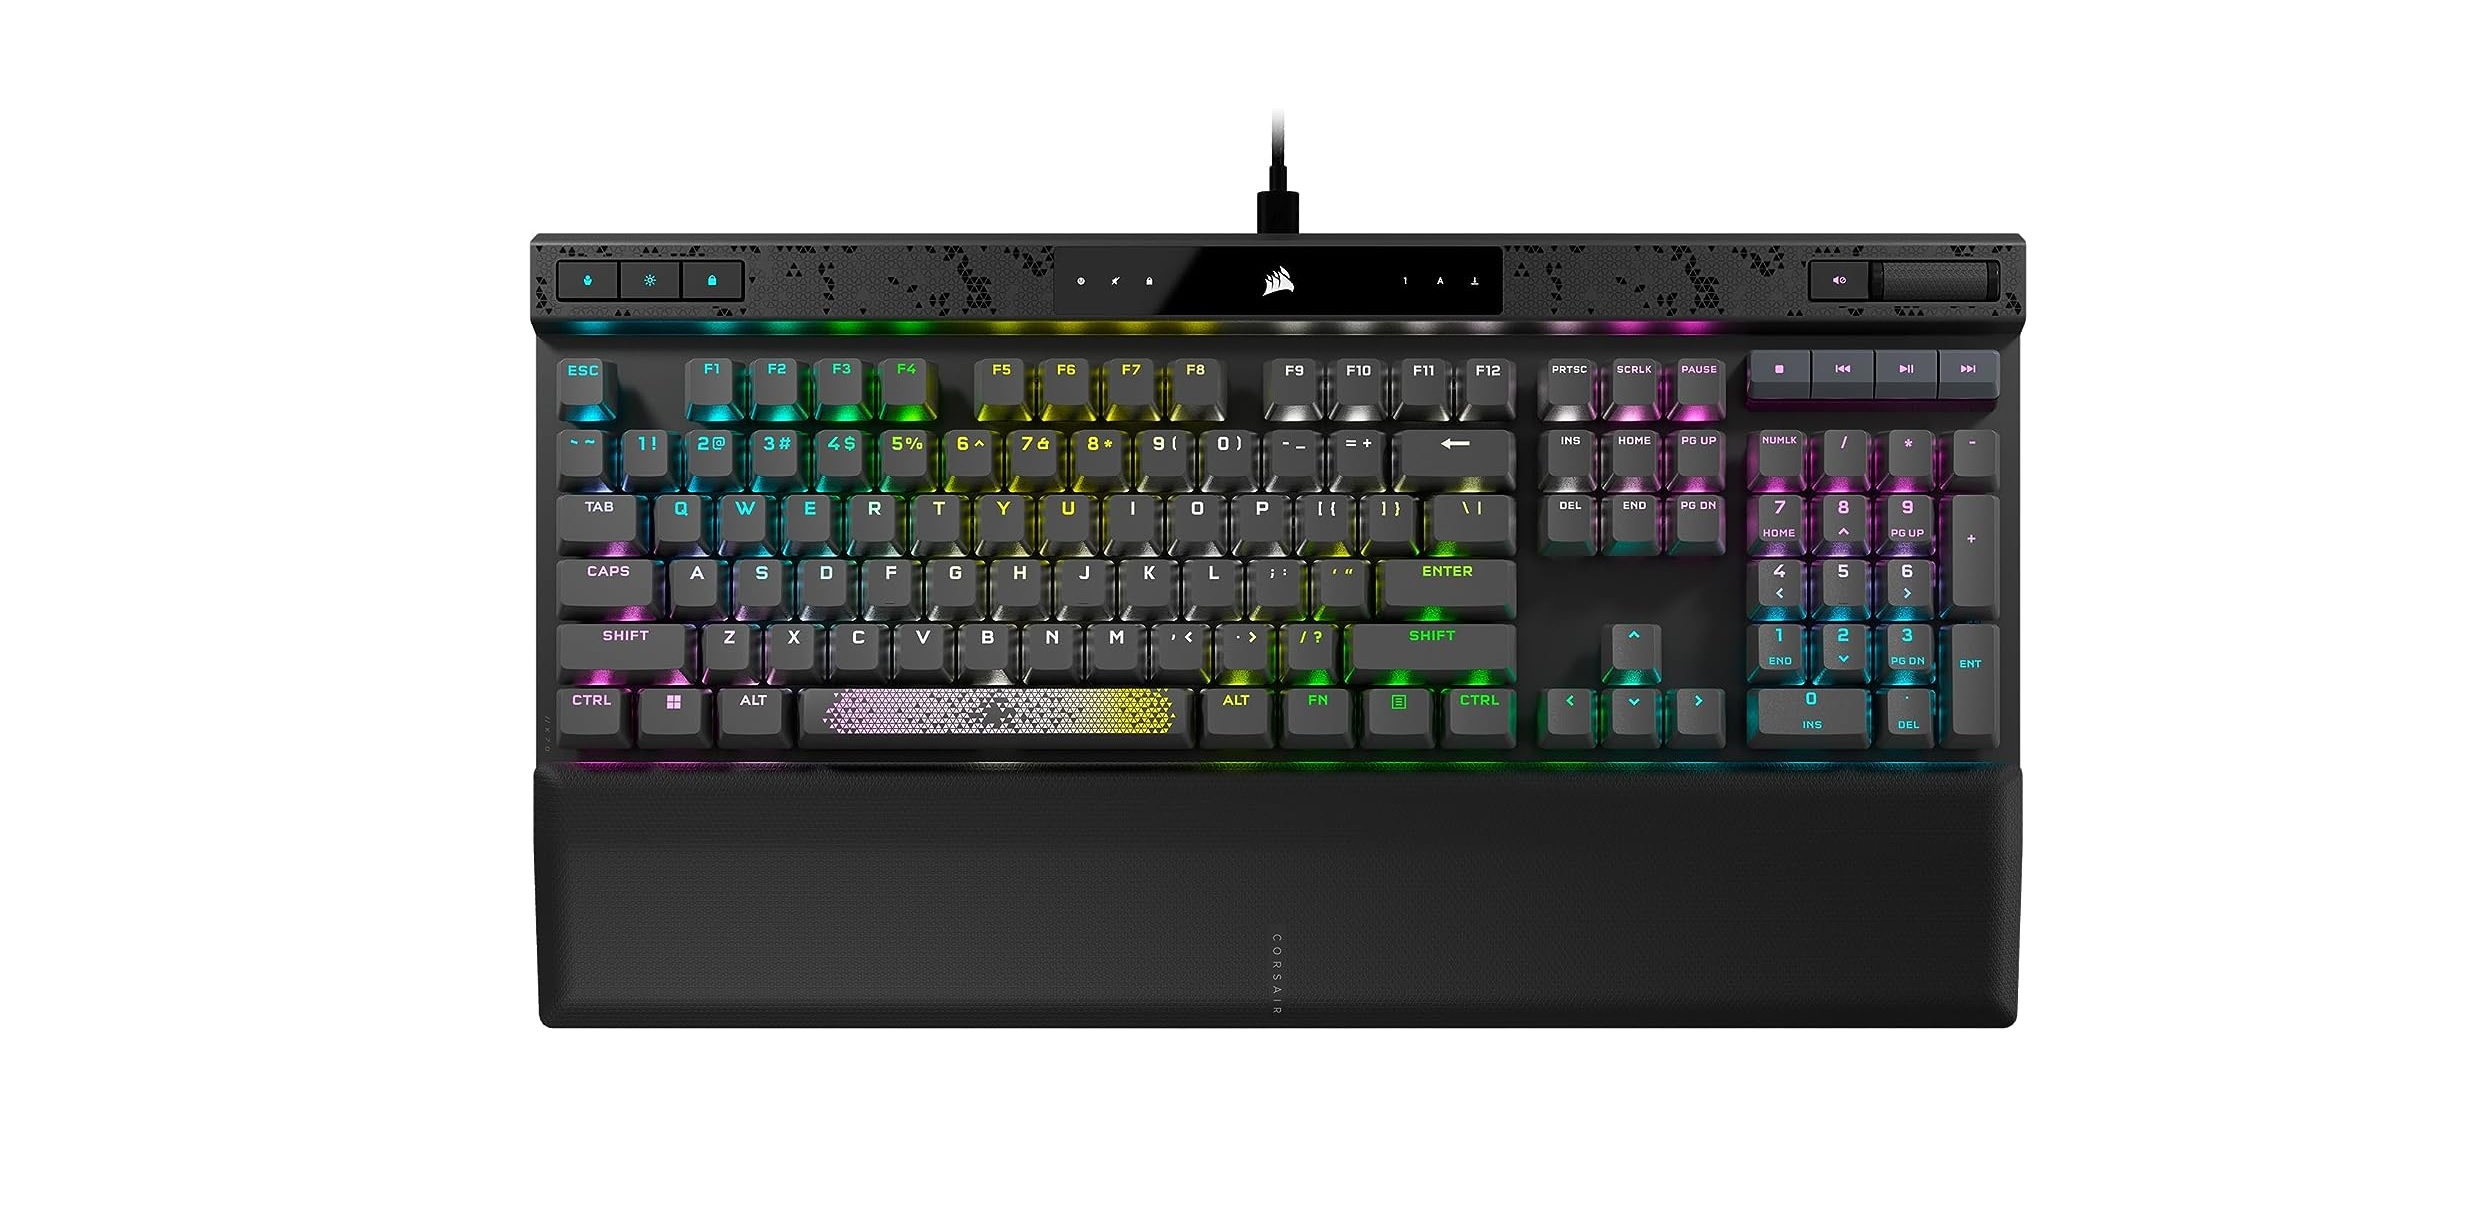 1 A
ESC F1 F2 F3 F4 F5 F6 F7 F8 F9 F10 F11 F12 PRTSC SCRLK PAUSE
` ~ 1 ! 2 @ 3 # 4 $ 5 % 6 ^ 7 & 8 * 9 ( 0 ) - _ = + INS HOME PG UP NUMLK / * -
TAB Q W E R T Y U I O P [ { ] } \ | DEL END PG DN 7 HOME 8 9 PG UP +
CAPS A S D F G H J K L ; : ' " ENTER 4 5 6
SHIFT Z X C V B N M , < . > / ? SHIFT 1 END 2 3 PG DN ENT
CTRL ALT ALT FN CTRL 0 INS . DEL
CORSAIR